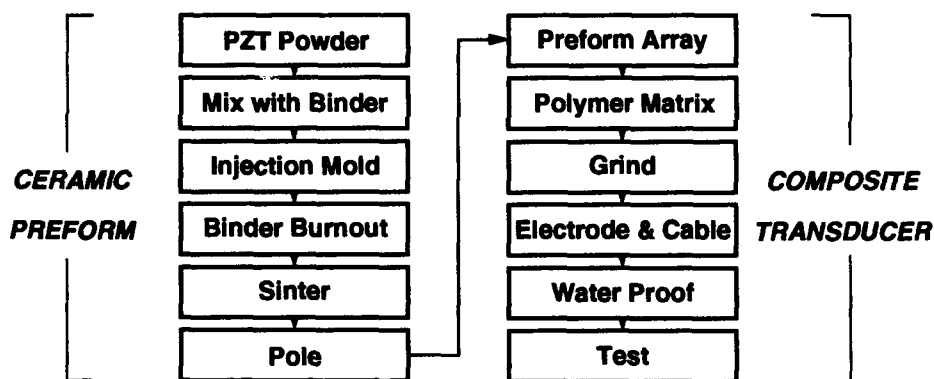 PZT Powder
Mix with Binder
Injection Mold
Binder Burnout
Sinter
Pole
CERAMIC
PREFORM
Preform Array
Polymer Matrix
Grind
Electrode & Cable
Water Proof
Test
COMPOSITE
TRANSDUCER